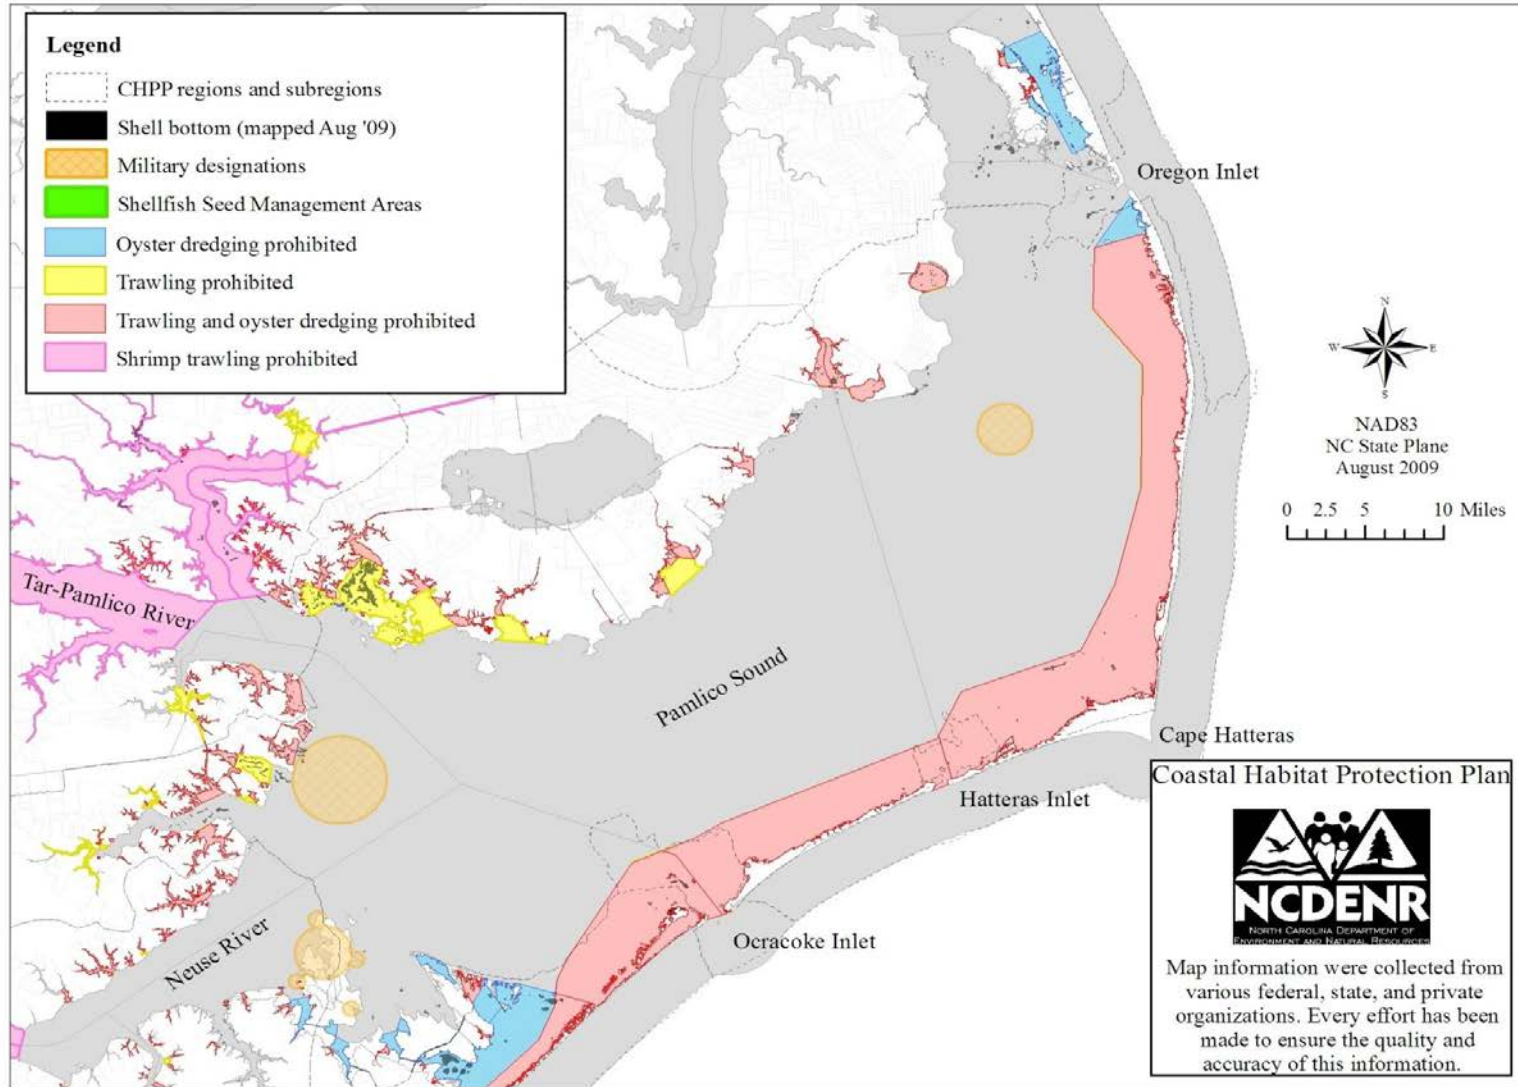 Legend
CHPP regions and subregions
Shell bottom (mapped Aug '09)
Military designations
Shellfish Seed Management Areas
Oyster dredging prohibited
Trawling prohibited
Trawling and oyster dredging prohibited
Shrimp trawling prohibited
Oregon Inlet
N
W
E
S
NAD83
NC State Plane
August 2009
0 2.5 5 10 Miles
Tar-Pamlico River
Pamlico Sound
Cape Hatteras
Hatteras Inlet
Ocracoke Inlet
Neuse River
Coastal Habitat Protection Plan
NCDENR
NORTH CAROLINA DEPARTMENT OF
ENVIRONMENT AND NATURAL RESOURCES
Map information were collected from
various federal, state, and private
organizations. Every effort has been
made to ensure the quality and
accuracy of this information.